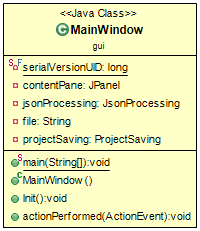 <<Java Class>>
MainWindow
gui
serialVersionUID: long
contentPane: JPanel
jsonProcessing: JsonProcessing
file: String
projectSaving: ProjectSaving
main(String[]):void
MainWindow ()
Init():void
actionPerformed(ActionEvent):void